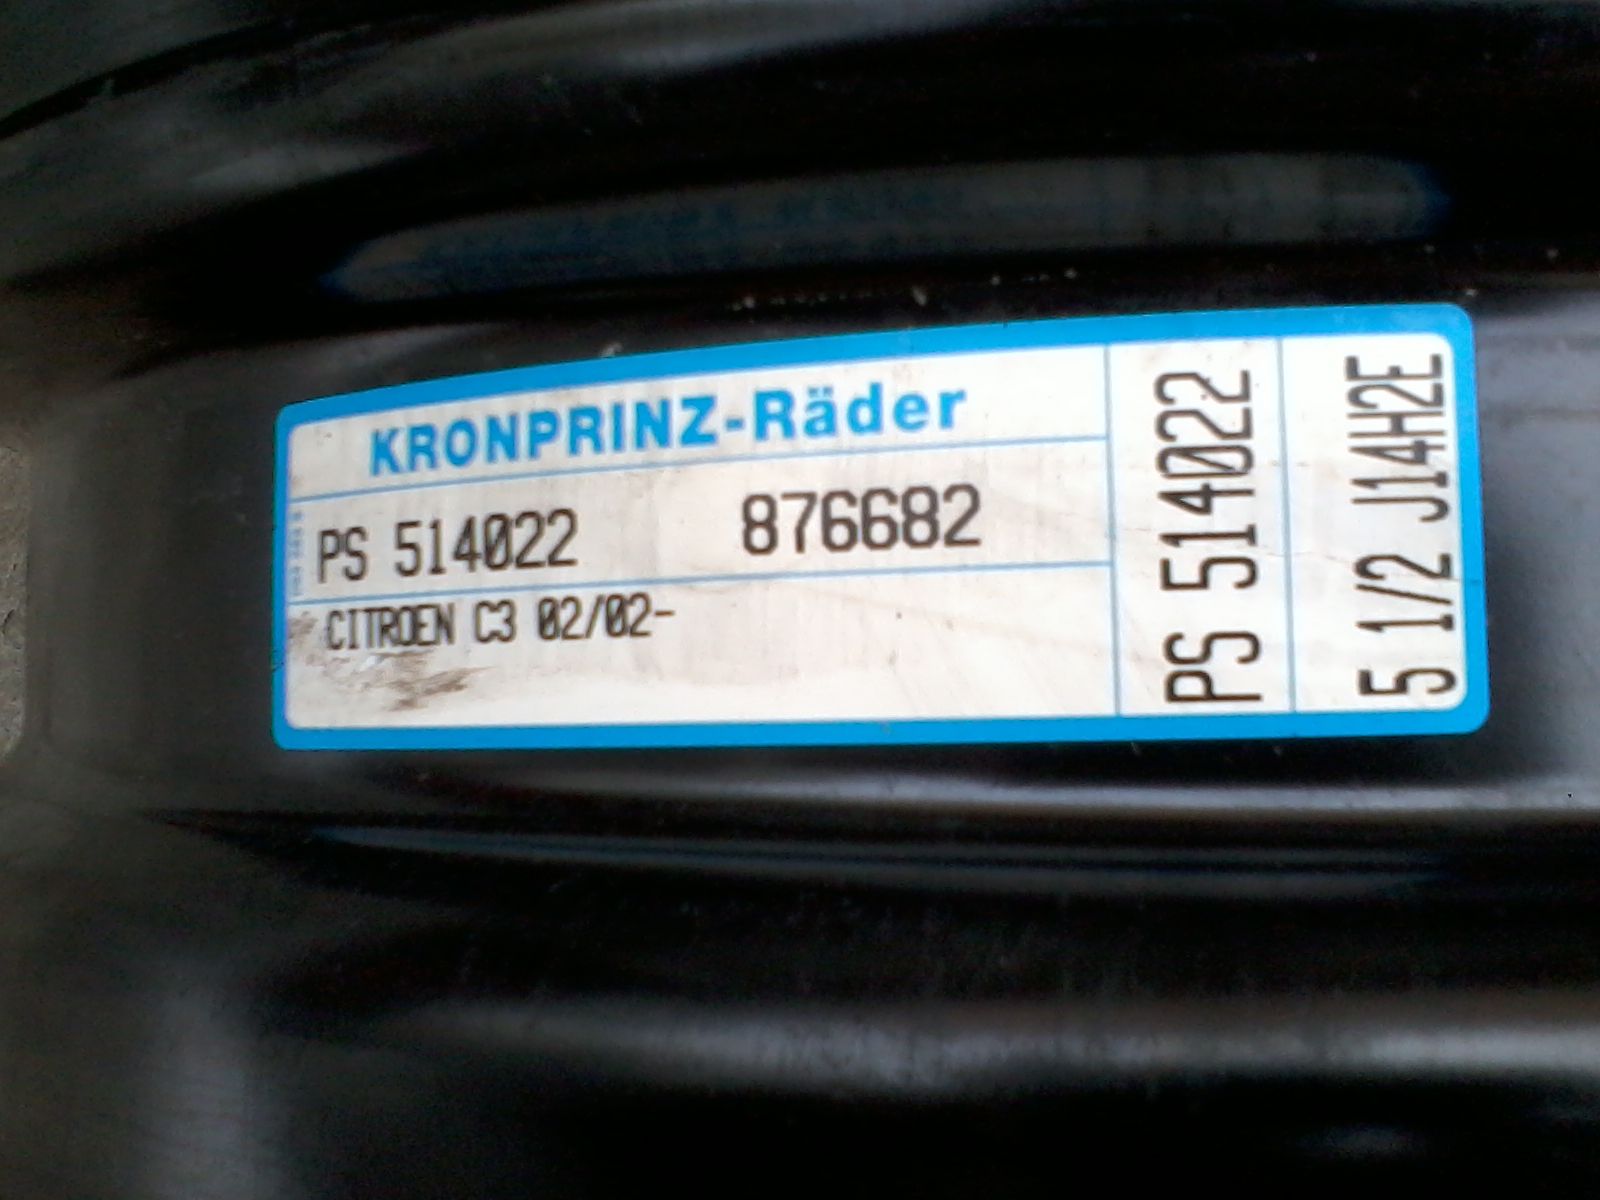 KRONPRINZ-Räder
PS 514022 876682
CITROEN C3 02/02-
PS 514022
5 1/2 J14H2E